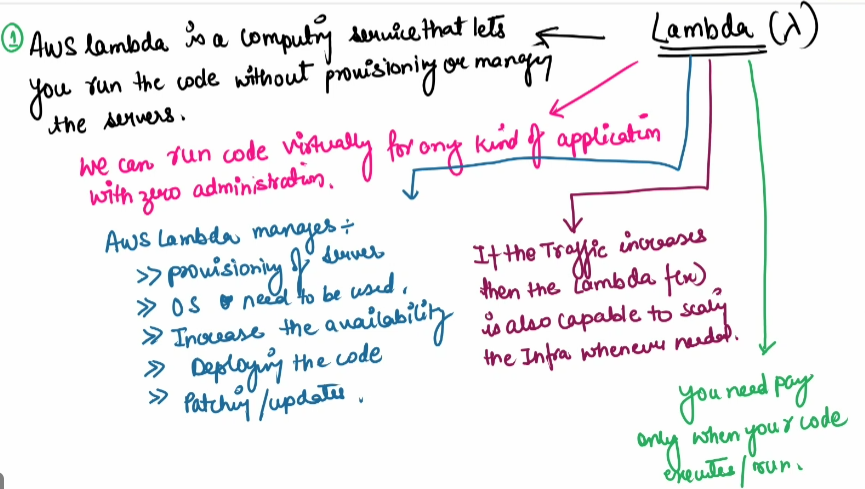 Lambda (λ)
① AWS lambda is a computing service that lets
you run the code without provisioning or managing
the servers.
We can run code virtually for any kind of application
with zero administration.
AWS Lambda manages ÷
>> provisioning of server
>> OS need to be used.
>> Increase the availability
>> Deploying the code
>> Patching/updates.
If the Traffic increases
then the Lambda f(x)
is also capable to scaling
the Infra whenever needed.
you need pay
only when your code
executes/run.